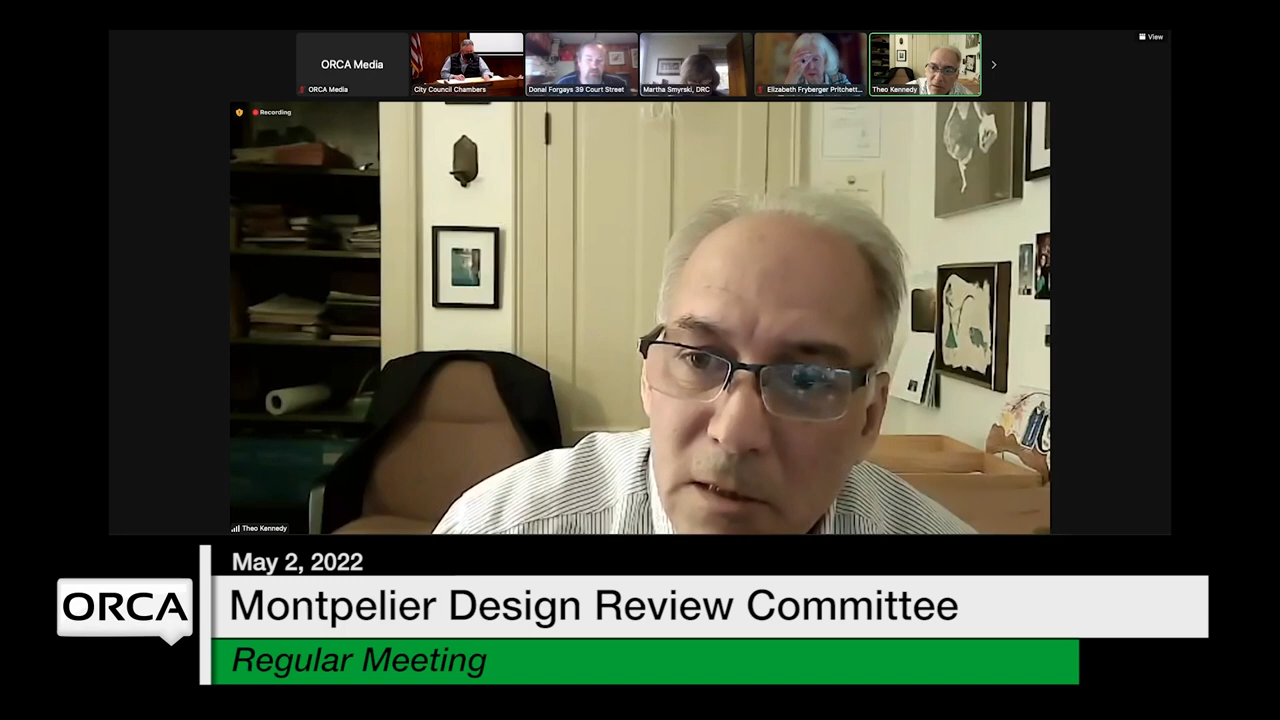 View
ORCA Media
ORCA Media
City Council Chambers
Donal Forgays 39 Court Street
Martha Smyrski, DRC
Elizabeth Fryberger Pritchett...
Theo Kennedy
Recording
Theo Kennedy
May 2, 2022
ORCA
Montpelier Design Review Committee
Regular Meeting